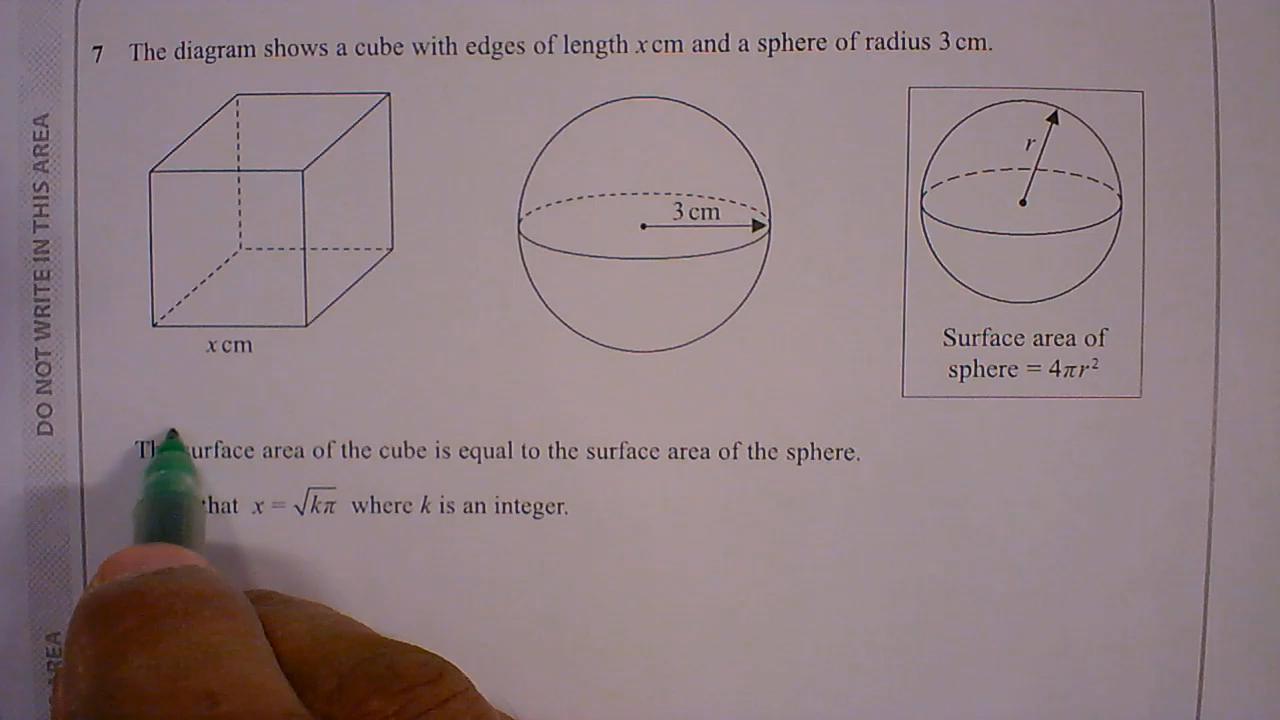 DO NOT WRITE IN THIS AREA
7 The diagram shows a cube with edges of length x cm and a sphere of radius 3 cm.
x cm
3 cm
r
Surface area of
sphere = 4πr²
surface area of the cube is equal to the surface area of the sphere.
that x = √kπ where k is an integer.
AREA